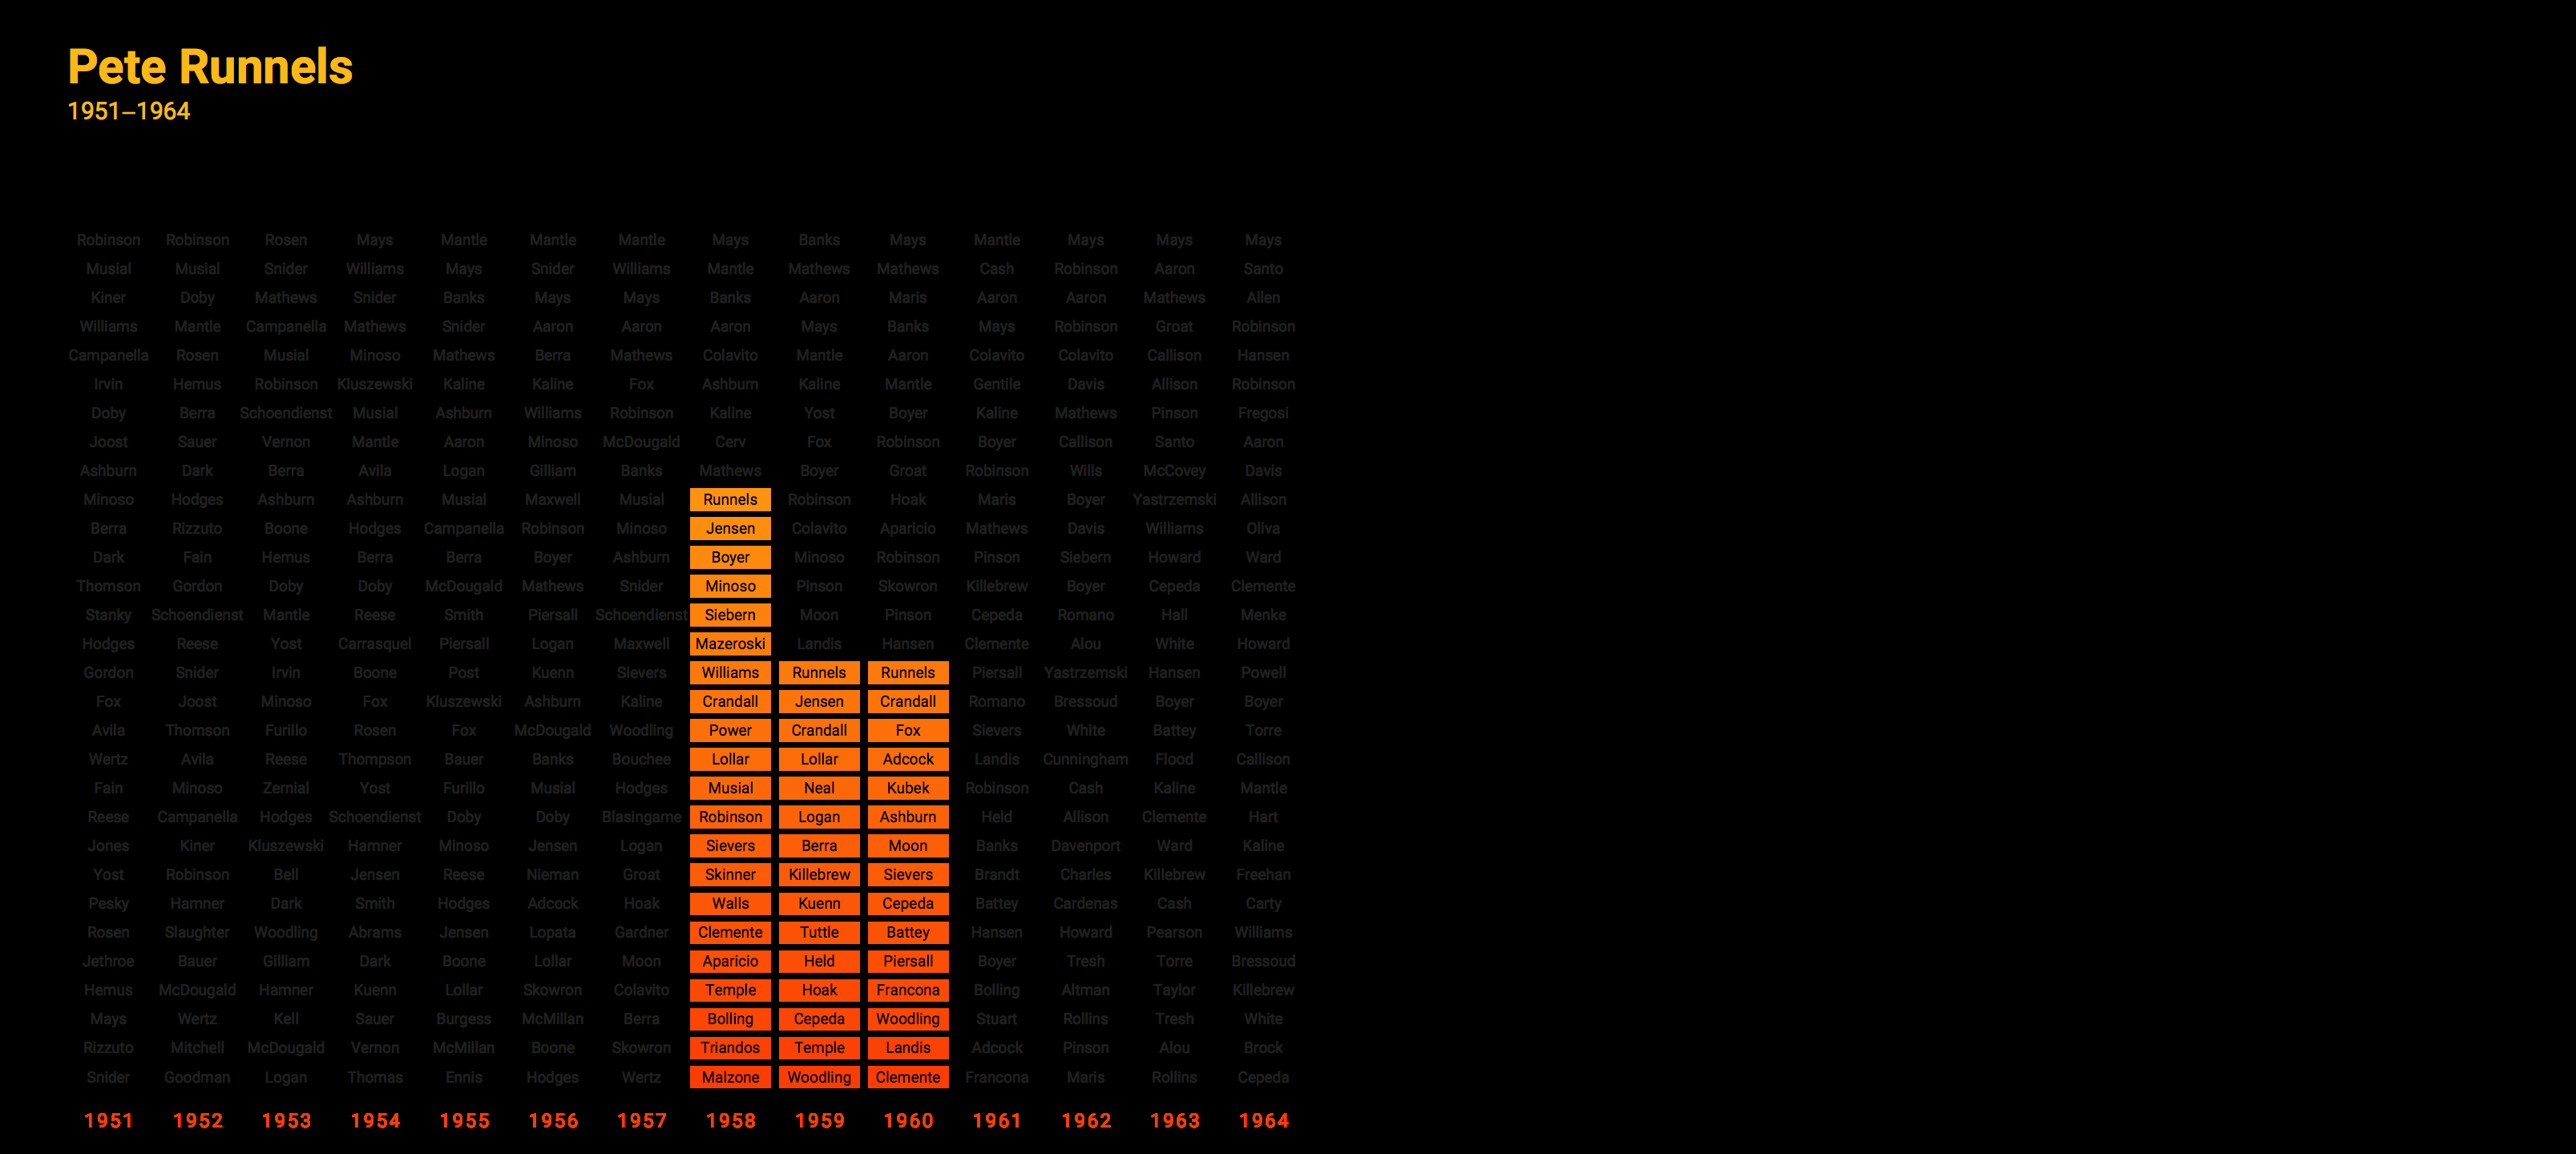 Pete Runnels
1951–1964
Robinson Robinson Rosen Mays Mantle Mantle Mantle Mays Banks Mays Mantle Mays Mays Mays
Musial Musial Snider Williams Mays Snider Williams Mantle Mathews Mathews Cash Robinson Aaron Santo
Kiner Doby Mathews Snider Banks Mays Mays Banks Aaron Maris Aaron Aaron Mathews Allen
Williams Mantle Campanella Mathews Snider Aaron Aaron Aaron Mays Banks Mays Robinson Groat Robinson
Campanella Rosen Musial Minoso Mathews Berra Mathews Colavito Mantle Aaron Colavito Colavito Callison Hansen
Irvin Hemus Robinson Kluszewski Kaline Kaline Fox Ashburn Kaline Mantle Gentile Davis Allison Robinson
Doby Berra Schoendienst Musial Ashburn Williams Robinson Kaline Yost Boyer Kaline Mathews Pinson Fregosi
Joost Sauer Vernon Mantle Aaron Minoso McDougald Cerv Fox Robinson Boyer Callison Santo Aaron
Ashburn Dark Berra Avila Logan Gilliam Banks Mathews Boyer Groat Robinson Wills McCovey Davis
Minoso Hodges Ashburn Ashburn Musial Maxwell Musial Runnels Robinson Hoak Maris Boyer Yastrzemski Allison
Berra Rizzuto Boone Hodges Campanella Robinson Minoso Jensen Colavito Aparicio Mathews Davis Williams Oliva
Dark Fain Hemus Berra Berra Boyer Ashburn Boyer Minoso Robinson Pinson Siebern Howard Ward
Thomson Gordon Doby Doby McDougald Mathews Snider Minoso Pinson Skowron Killebrew Boyer Cepeda Clemente
Stanky Schoendienst Mantle Reese Smith Piersall Schoendienst Siebern Moon Pinson Cepeda Romano Hall Menke
Hodges Reese Yost Carrasquel Piersall Logan Maxwell Mazeroski Landis Hansen Clemente Alou White Howard
Gordon Snider Irvin Boone Post Kuenn Sievers Williams Runnels Runnels Piersall Yastrzemski Hansen Powell
Fox Joost Minoso Fox Kluszewski Ashburn Kaline Crandall Jensen Crandall Romano Bressoud Boyer Boyer
Avila Thomson Furillo Rosen Fox McDougald Woodling Power Crandall Fox Sievers White Battey Torre
Wertz Avila Reese Thompson Bauer Banks Bouchee Lollar Lollar Adcock Landis Cunningham Flood Callison
Fain Minoso Zernial Yost Furillo Musial Hodges Musial Neal Kubek Robinson Cash Kaline Mantle
Reese Campanella Hodges Schoendienst Doby Doby Blasingame Robinson Logan Ashburn Held Allison Clemente Hart
Jones Kiner Kluszewski Hamner Minoso Jensen Logan Sievers Berra Moon Banks Davenport Ward Kaline
Yost Robinson Bell Jensen Reese Nieman Groat Skinner Killebrew Sievers Brandt Charles Killebrew Freehan
Pesky Hamner Dark Smith Hodges Adcock Hoak Walls Kuenn Cepeda Battey Cardenas Cash Carty
Rosen Slaughter Woodling Abrams Jensen Lopata Gardner Clemente Tuttle Battey Hansen Howard Pearson Williams
Jethroe Bauer Gilliam Dark Boone Lollar Moon Aparicio Held Piersall Boyer Tresh Torre Bressoud
Hemus McDougald Hamner Kuenn Lollar Skowron Colavito Temple Hoak Francona Bolling Altman Taylor Killebrew
Mays Wertz Kell Sauer Burgess McMillan Berra Bolling Cepeda Woodling Stuart Rollins Tresh White
Rizzuto Mitchell McDougald Vernon McMillan Boone Skowron Triandos Temple Landis Adcock Pinson Alou Brock
Snider Goodman Logan Thomas Ennis Hodges Wertz Malzone Woodling Clemente Francona Maris Rollins Cepeda
1951 1952 1953 1954 1955 1956 1957 1958 1959 1960 1961 1962 1963 1964